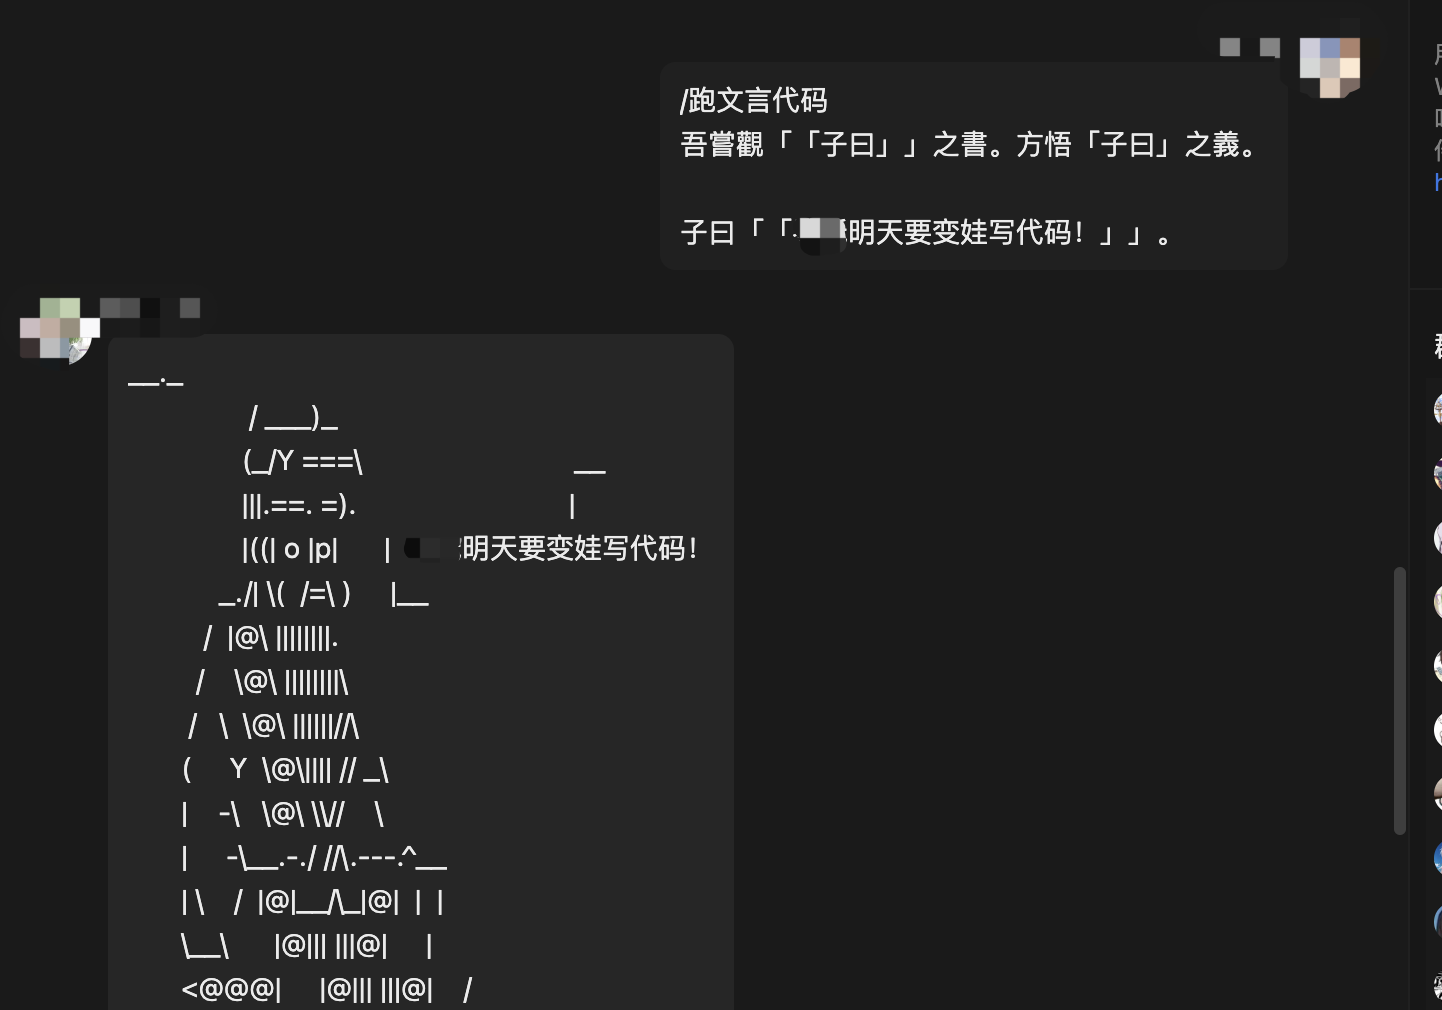 /跑文言代码
吾嘗觀「「子曰」」之書。方悟「子曰」之義。
子曰「「明天要变娃写代码！」」。
__._
/ ___)_
(_/Y ===\ __
|||.==. =). |
|((| o |p| | 明天要变娃写代码！
_./| \( /=\ ) |__
/ |@\ ||||||||.
/ \@\ ||||||||\
/ \ \@\ ||||||//\
( Y \@\|||| // _\
| -\ \@\ \\// \
| -\__.-./ //\.---.^__
| \ / |@|__/\_|@| | |
\__\ |@||| |||@| |
<@@@| |@||| |||@| /